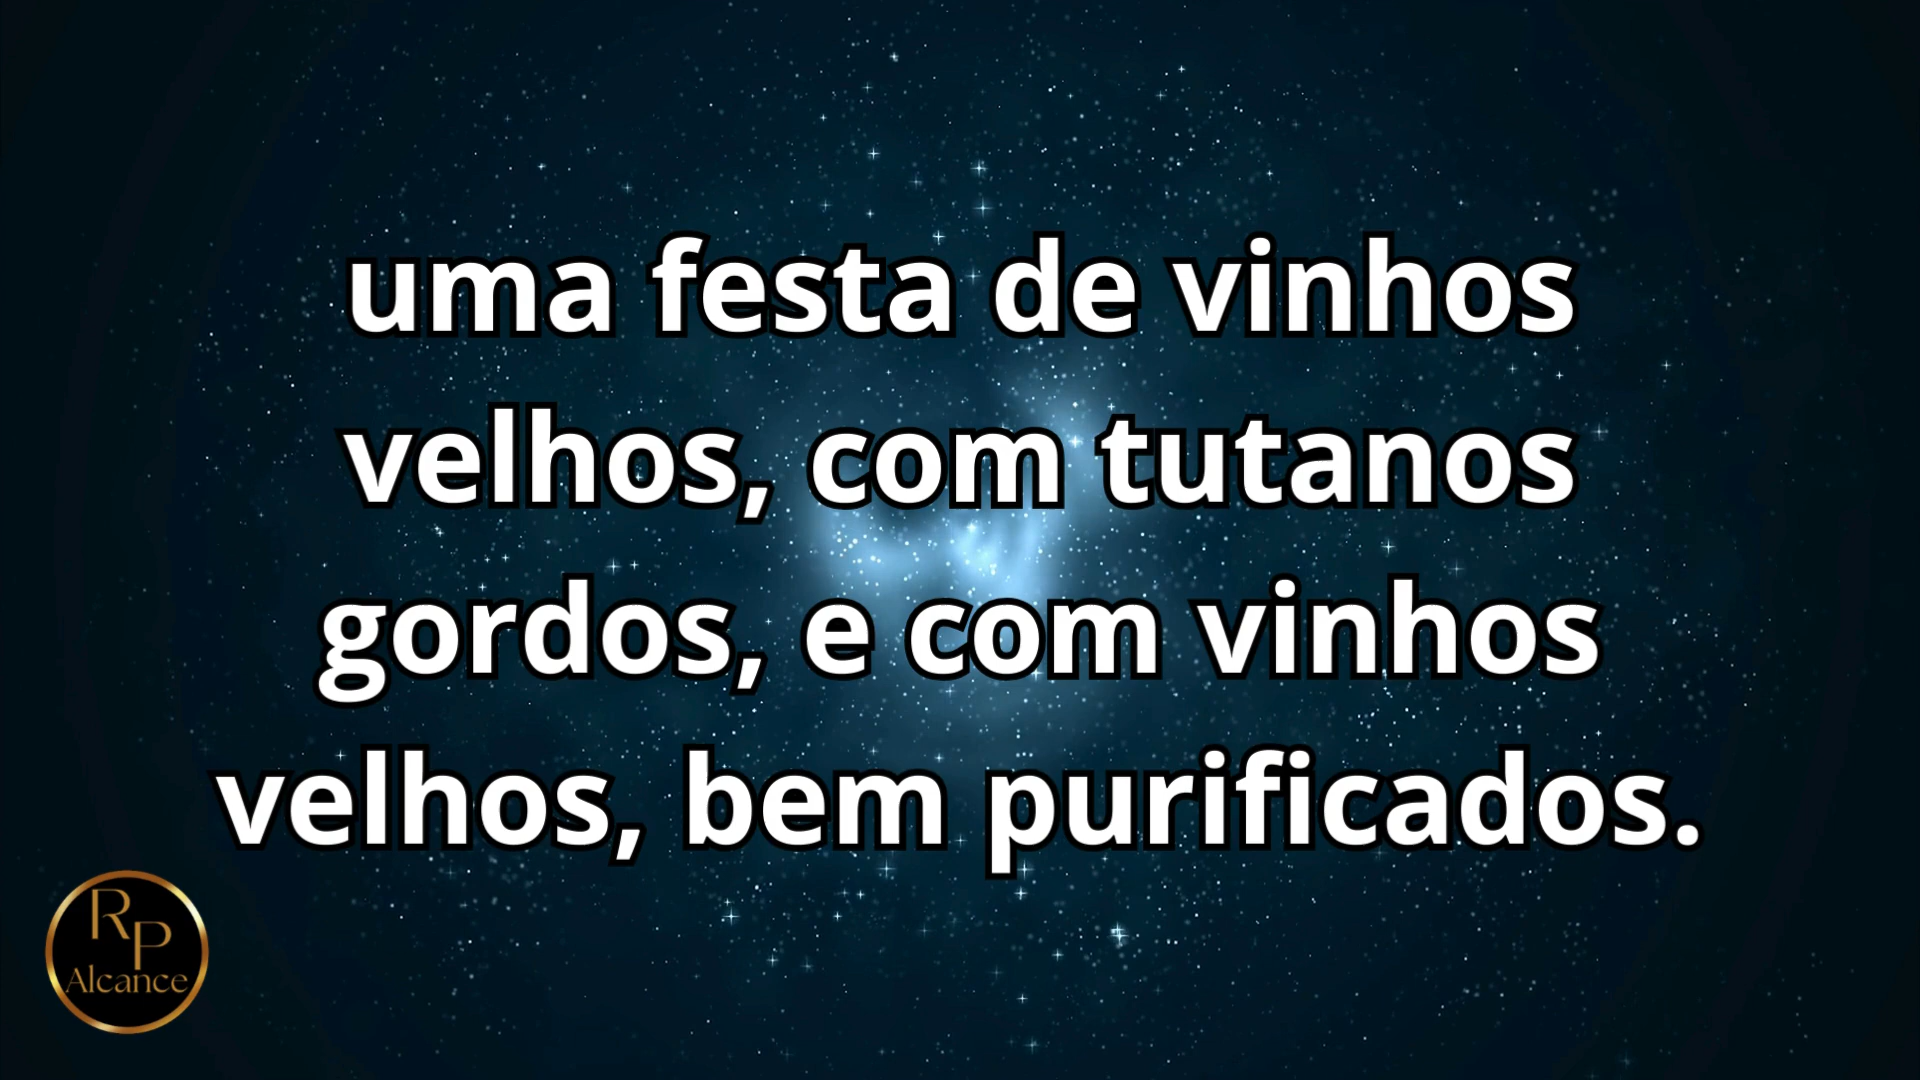 uma festa de vinhos
velhos, com tutanos
gordos, e com vinhos
velhos, bem purificados.
RP
Alcance